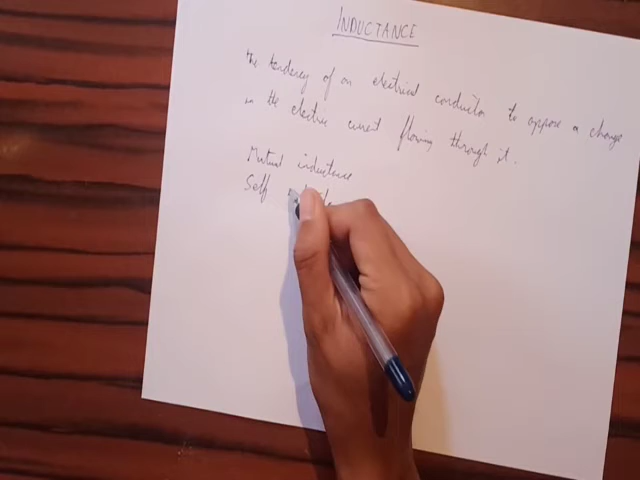 INDUCTANCE
the tendency of an electrical conductor to oppose a change
in the electric current flowing through it.
Mutual inductance
Self